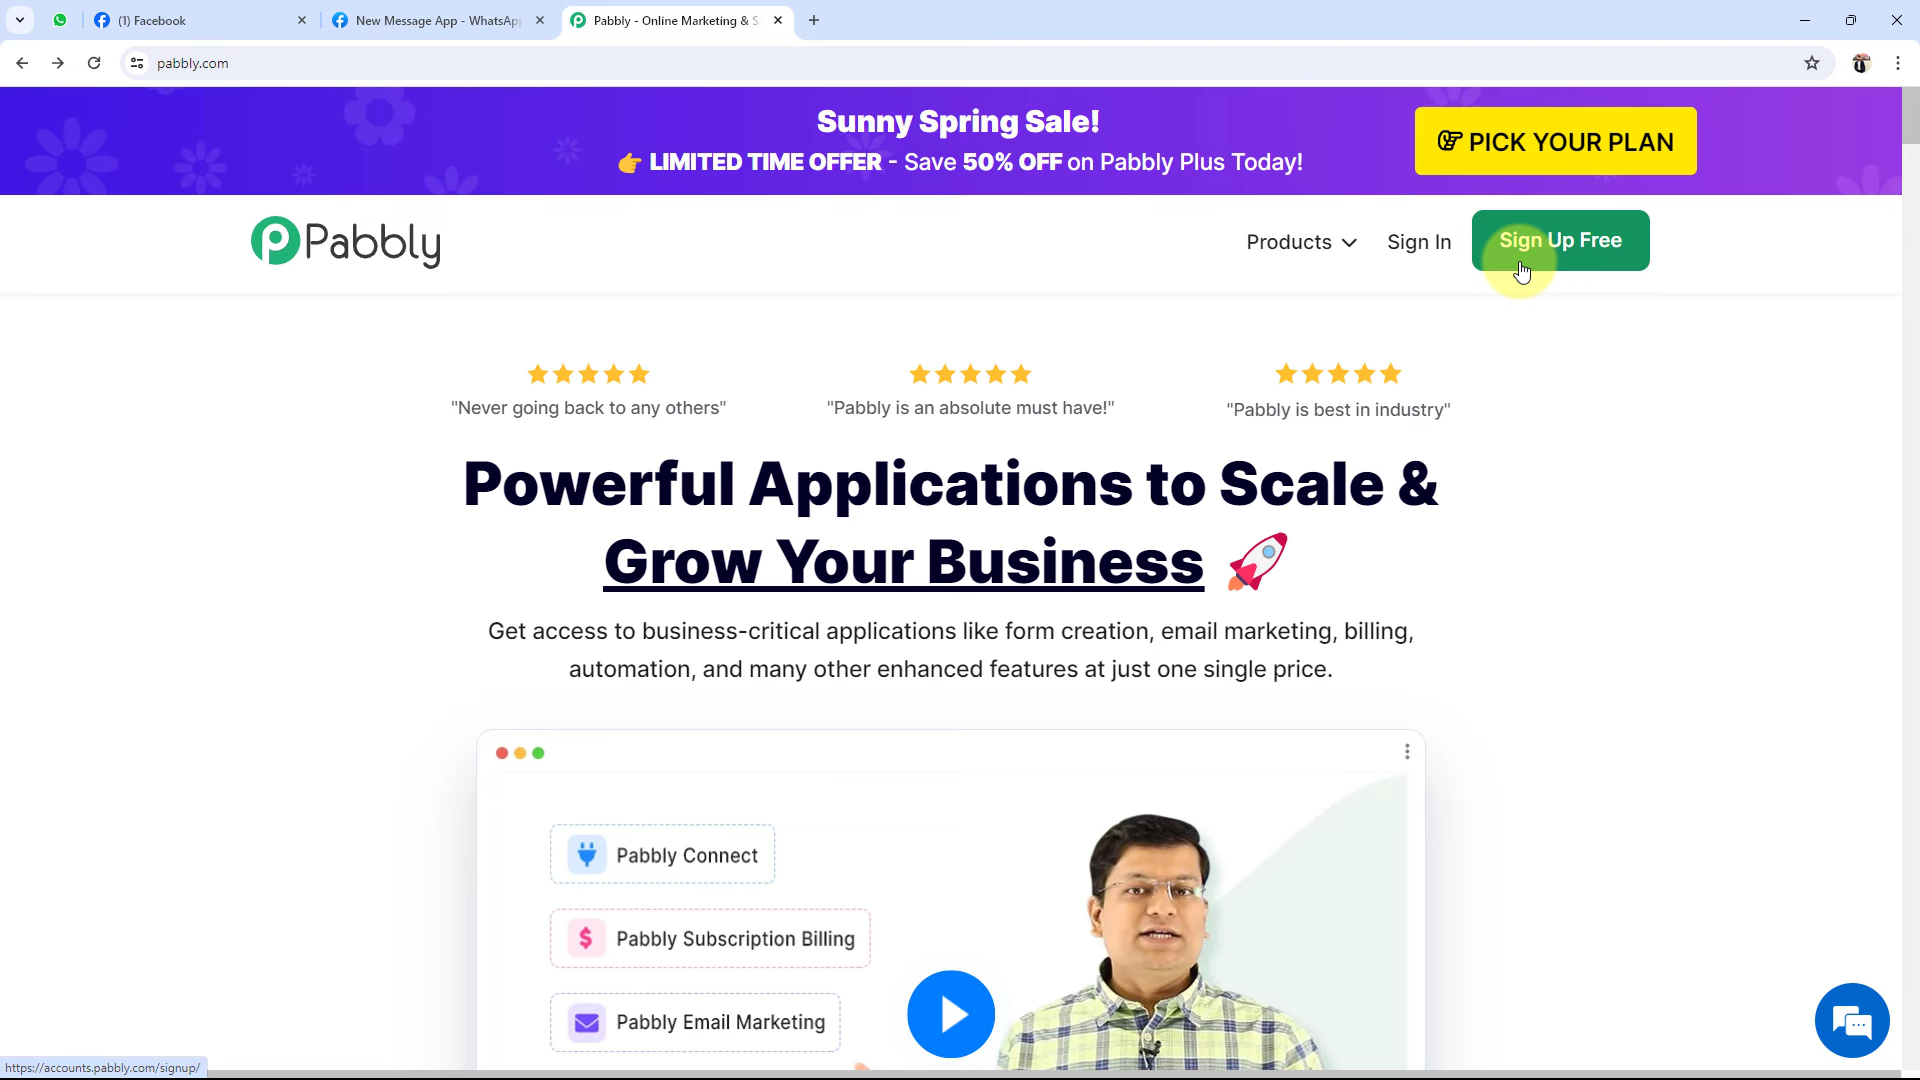 (1) Facebook
New Message App - WhatsApp
Pabbly - Online Marketing & S
pabbly.com
Sunny Spring Sale!
👉 LIMITED TIME OFFER - Save 50% OFF on Pabbly Plus Today!
PICK YOUR PLAN
Pabbly
Products
Sign In
Sign Up Free
"Never going back to any others"
"Pabbly is an absolute must have!"
"Pabbly is best in industry"
Powerful Applications to Scale &
Grow Your Business 🚀
Get access to business-critical applications like form creation, email marketing, billing,
automation, and many other enhanced features at just one single price.
Pabbly Connect
Pabbly Subscription Billing
Pabbly Email Marketing
https://accounts.pabbly.com/signup/